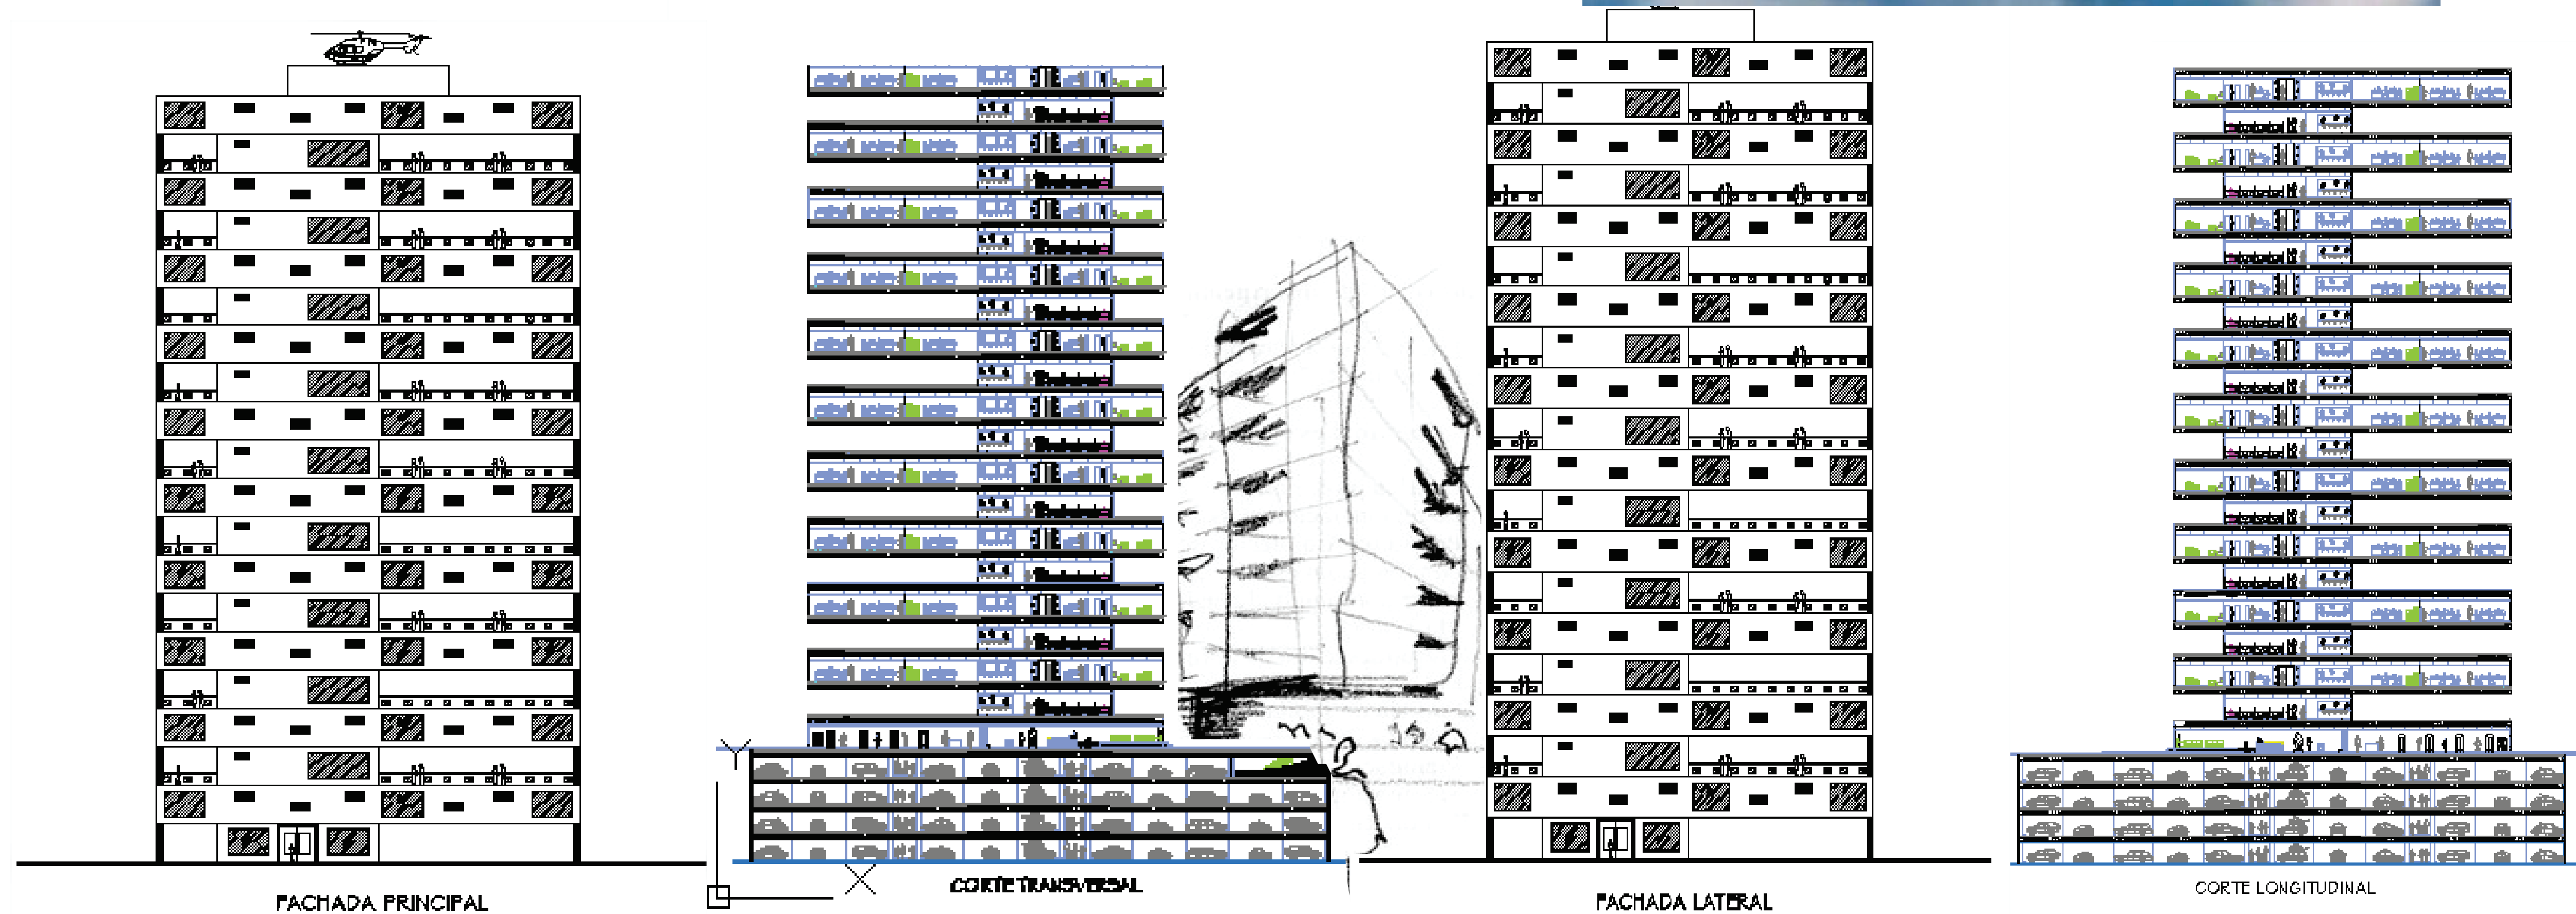 FACHADA PRINCIPAL
Y
X
CORTE TRANSVERSAL
FACHADA LATERAL
CORTE LONGITUDINAL